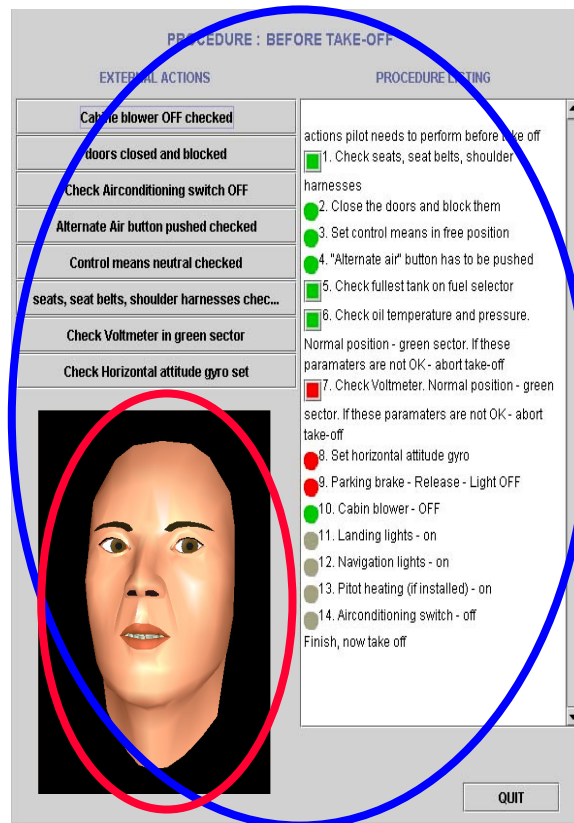 PROCEDURE : BEFORE TAKE-OFF
EXTERNAL ACTIONS
Cabine blower OFF checked
doors closed and blocked
Check Airconditioning switch OFF
Alternate Air button pushed checked
Control means neutral checked
seats, seat belts, shoulder harnesses chec...
Check Voltmeter in green sector
Check Horizontal attitude gyro set
PROCEDURE LISTING
actions pilot needs to perform before take off
1. Check seats, seat belts, shoulder
harnesses
2. Close the doors and block them
3. Set control means in free position
4. "Alternate air" button has to be pushed
5. Check fullest tank on fuel selector
6. Check oil temperature and pressure.
Normal position - green sector. If these
paramaters are not OK - abort take-off
7. Check Voltmeter. Normal position - green
sector. If these paramaters are not OK - abort
take-off
8. Set horizontal attitude gyro
9. Parking brake - Release - Light OFF
10. Cabin blower - OFF
11. Landing lights - on
12. Navigation lights - on
13. Pitot heating (if installed) - on
14. Airconditioning switch - off
Finish, now take off
QUIT